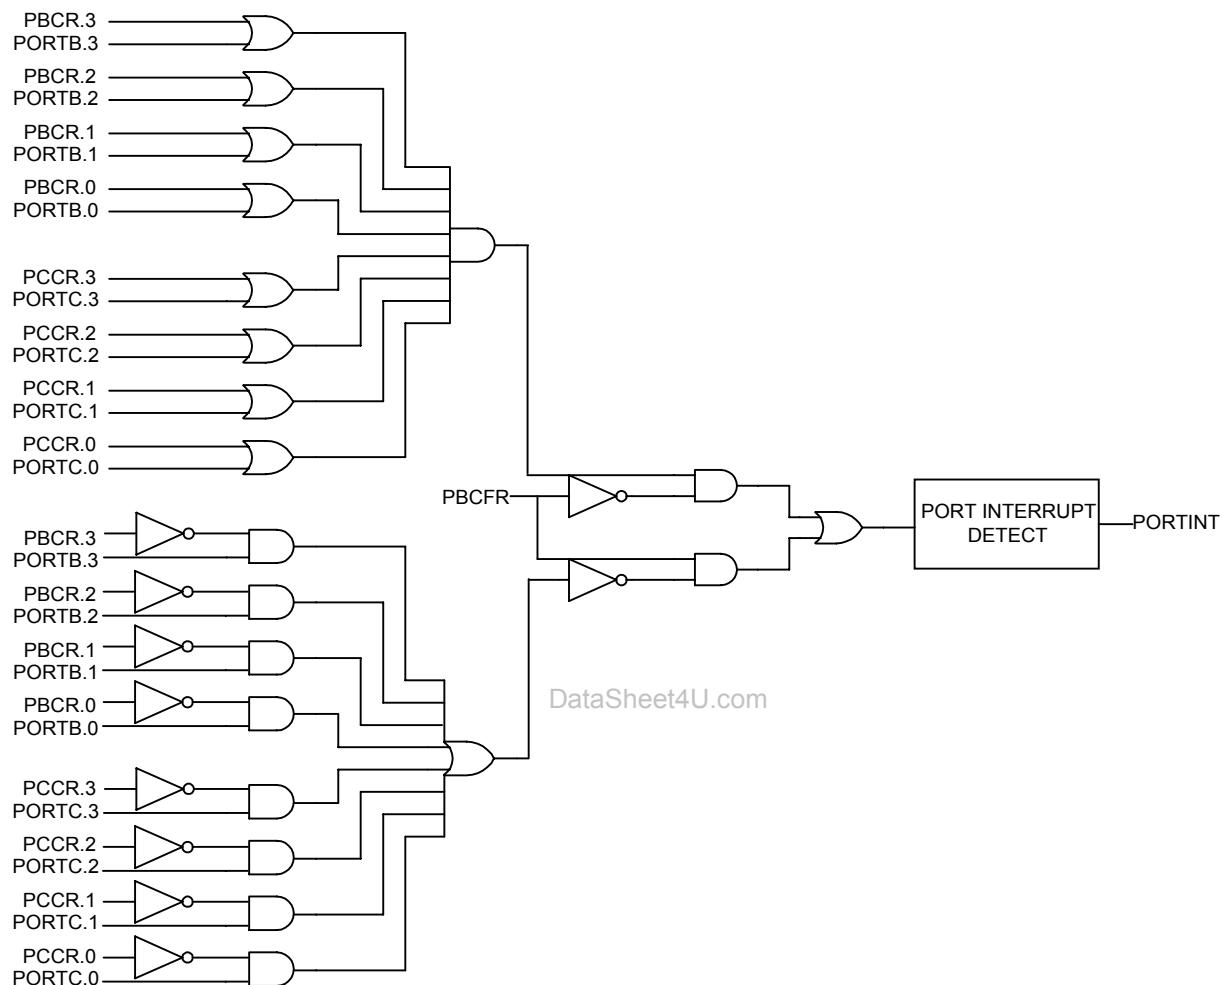 PBCR.3
PORTB.3
PBCR.2
PORTB.2
PBCR.1
PORTB.1
PBCR.0
PORTB.0
PCCR.3
PORTC.3
PCCR.2
PORTC.2
PCCR.1
PORTC.1
PCCR.0
PORTC.0
PBCFR
PORT INTERRUPT
DETECT
PORTINT
PBCR.3
PORTB.3
PBCR.2
PORTB.2
PBCR.1
PORTB.1
PBCR.0
PORTB.0
DataSheet4U.com
PCCR.3
PORTC.3
PCCR.2
PORTC.2
PCCR.1
PORTC.1
PCCR.0
PORTC.0